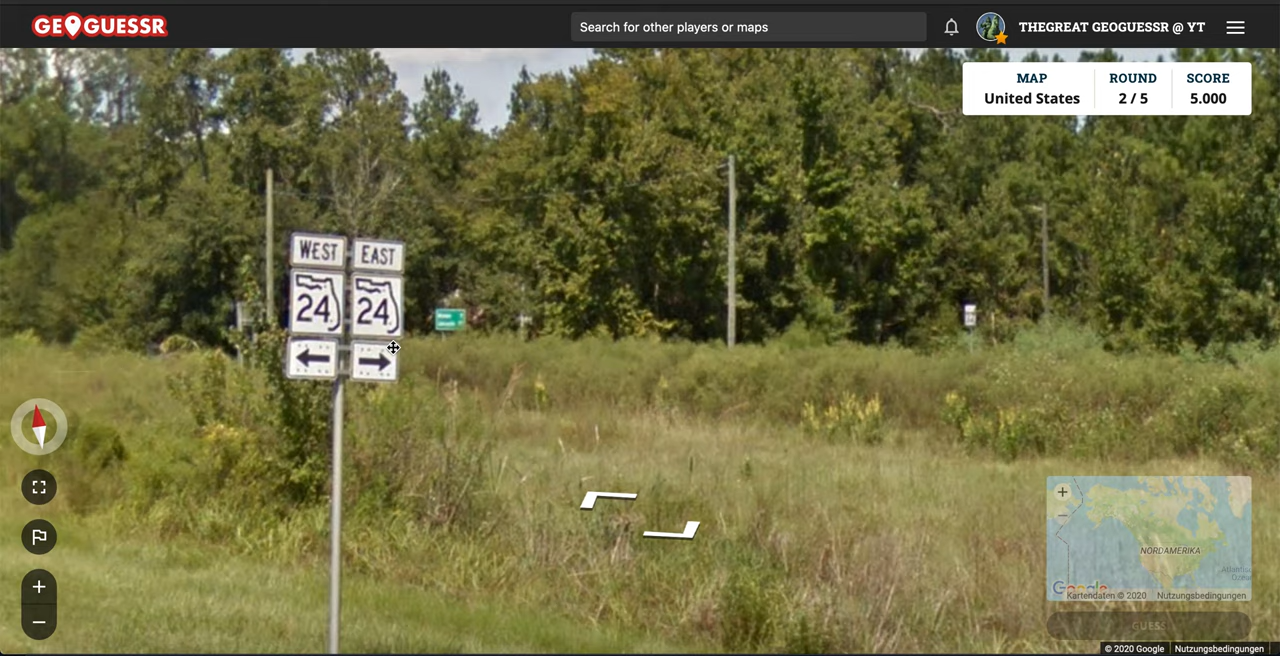 GEOGUESSR
Search for other players or maps
THEGREAT GEOGUESSR @ YT
MAP
United States
ROUND
2 / 5
SCORE
5.000
WEST
EAST
24
24
NORDAMERIKA
Google
Kartendaten © 2020
Nutzungsbedingungen
GUESS
© 2020 Google
Nutzungsbedingungen